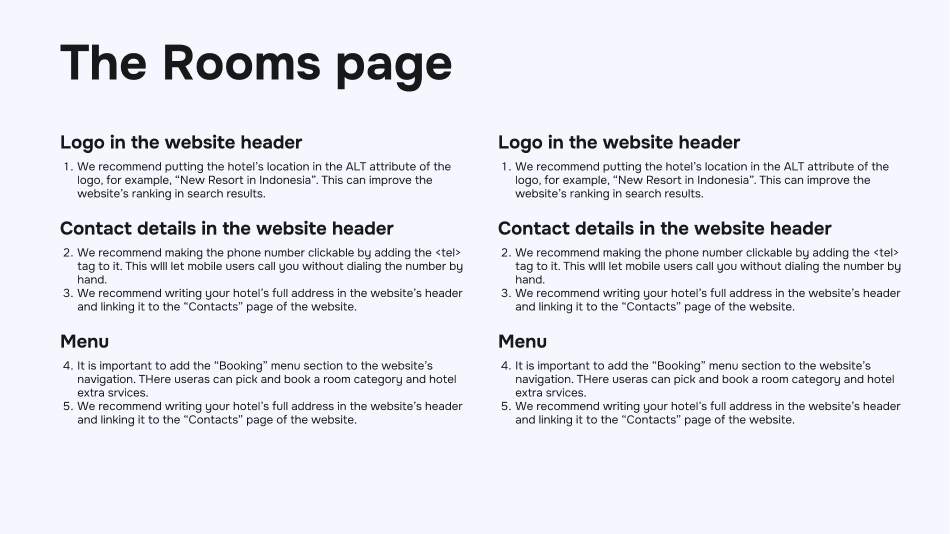 The Rooms page
Logo in the website header
1. We recommend putting the hotel's location in the ALT attribute of the
logo, for example, “New Resort in Indonesia”. This can improve the
website's ranking in search results.
Contact details in the website header
2. We recommend making the phone number clickable by adding the <tel>
tag to it. This wlll let mobile users call you without dialing the number by
hand.
3. We recommend writing your hotel's full address in the website's header
and linking it to the “Contacts” page of the website.
Menu
4. It is important to add the “Booking” menu section to the website's
navigation. THere useras can pick and book a room category and hotel
extra srvices.
5. We recommend writing your hotel's full address in the website's header
and linking it to the “Contacts” page of the website.
Logo in the website header
1. We recommend putting the hotel's location in the ALT attribute of the
logo, for example, “New Resort in Indonesia”. This can improve the
website's ranking in search results.
Contact details in the website header
2. We recommend making the phone number clickable by adding the <tel>
tag to it. This wlll let mobile users call you without dialing the number by
hand.
3. We recommend writing your hotel's full address in the website's header
and linking it to the “Contacts” page of the website.
Menu
4. It is important to add the “Booking” menu section to the website's
navigation. THere useras can pick and book a room category and hotel
extra srvices.
5. We recommend writing your hotel's full address in the website's header
and linking it to the “Contacts” page of the website.